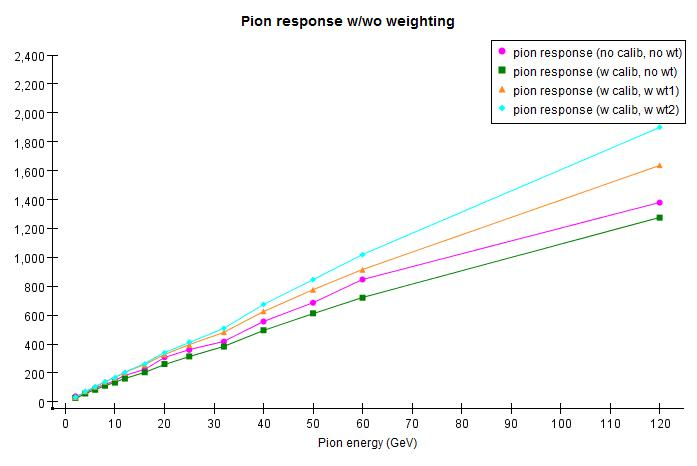 Pion response w/wo weighting
pion response (no calib, no wt)
pion response (w calib, no wt)
pion response (w calib, w wt1)
pion response (w calib, w wt2)
2,400
2,200
2,000
1,800
1,600
1,400
1,200
1,000
800
600
400
200
0
0 10 20 30 40 50 60 70 80 90 100 110 120
Pion energy (GeV)